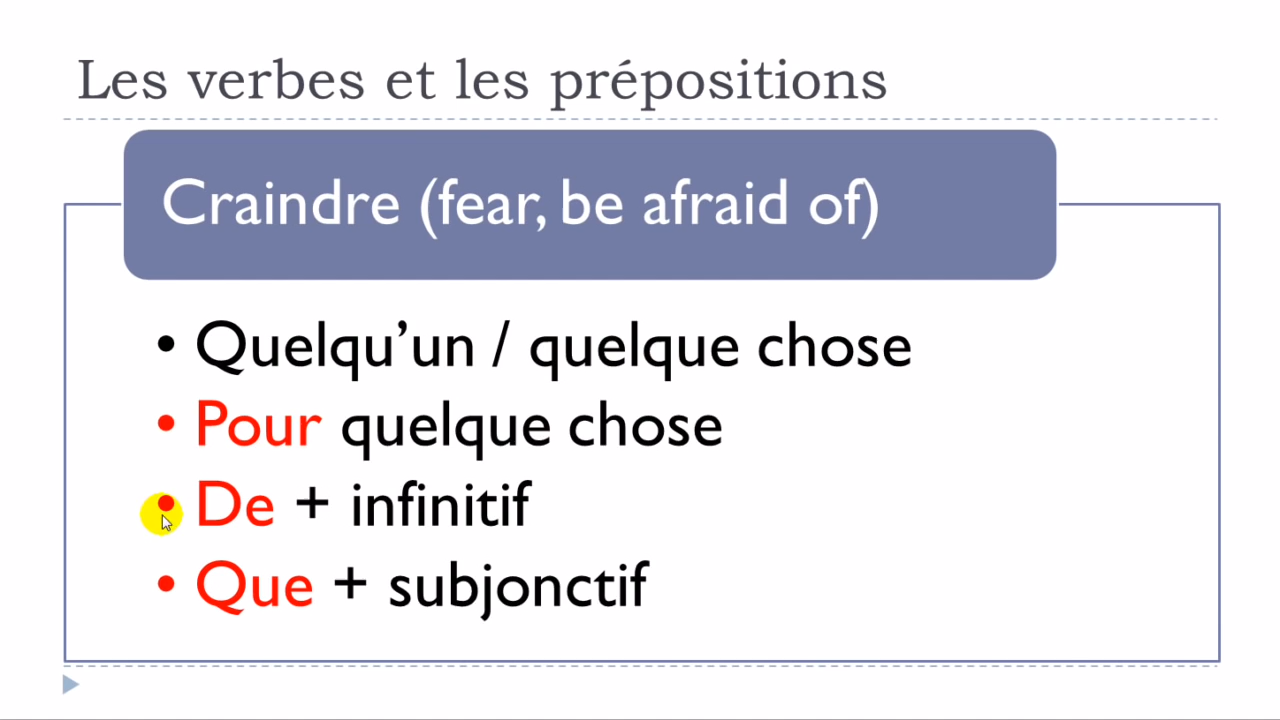 Les verbes et les prépositions
Craindre (fear, be afraid of)
• Quelqu’un / quelque chose
• Pour quelque chose
• De + infinitif
• Que + subjonctif